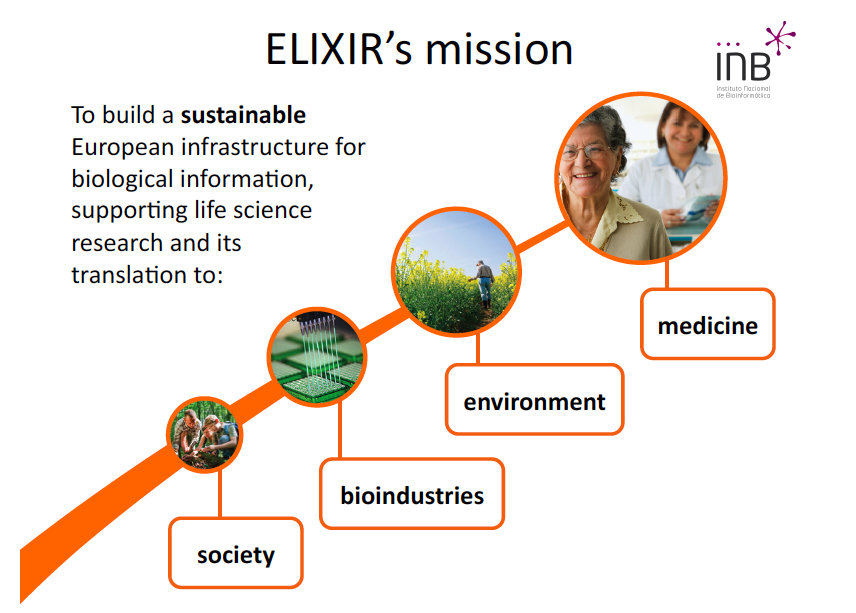 ELIXIR's mission
INB
Instituto Nacional
de Bioinformática
To build a sustainable
European infrastructure for
biological information,
supporting life science
research and its
translation to:
medicine
environment
bioindustries
society